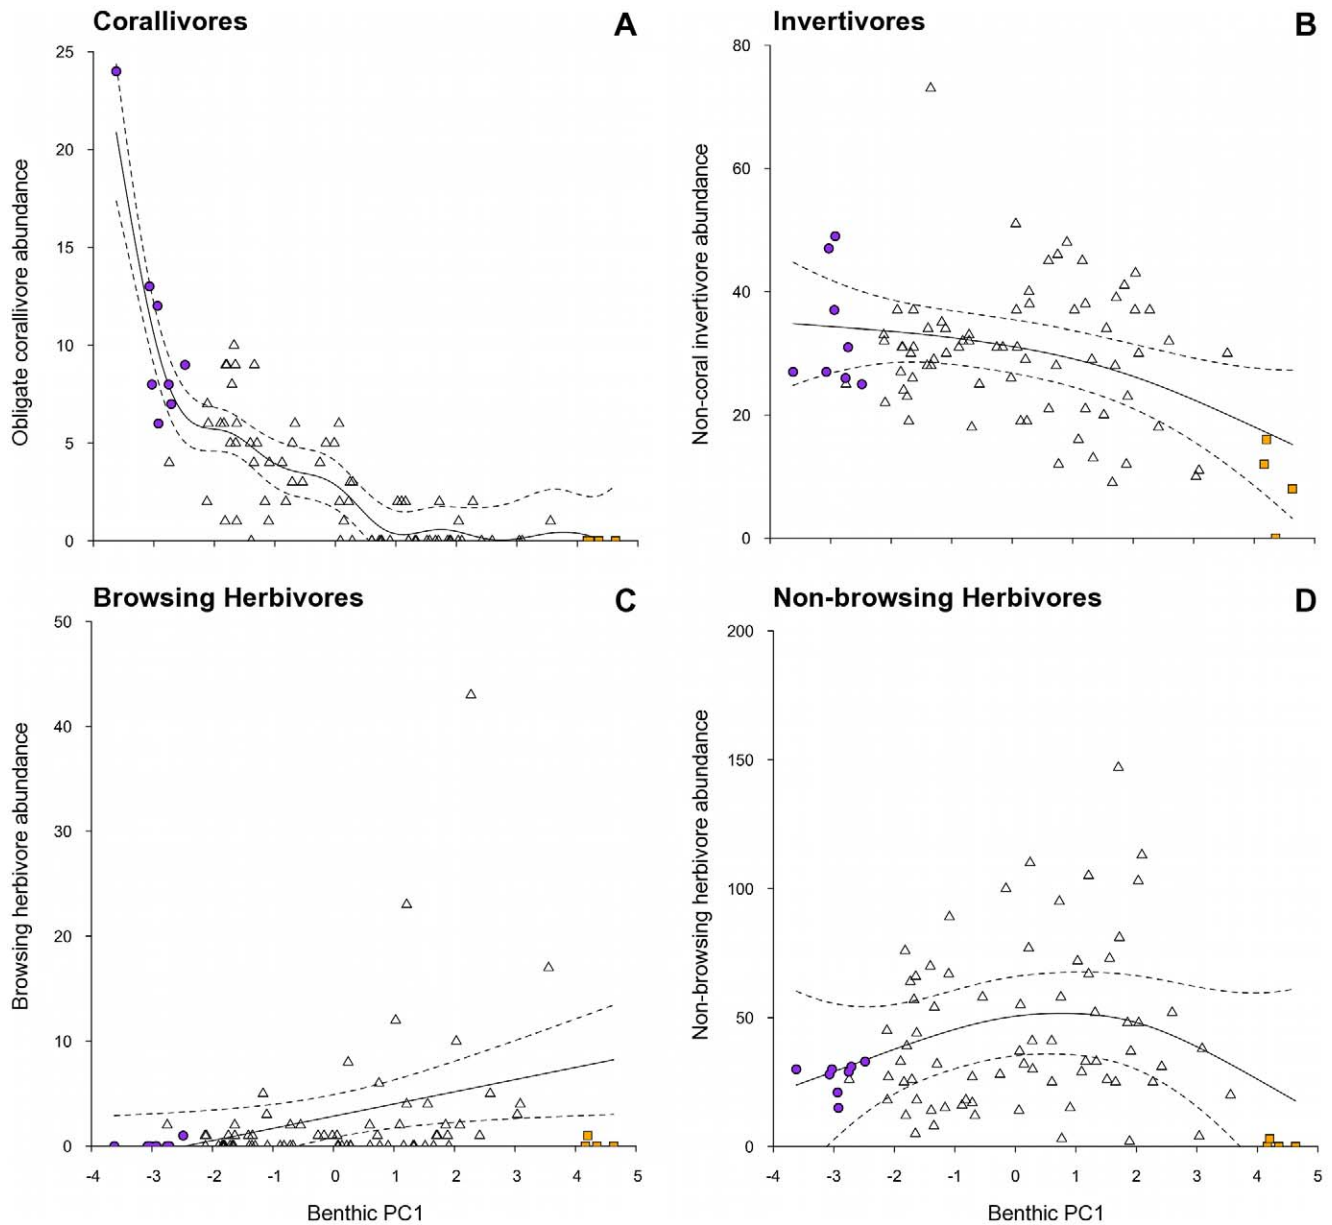 Corallivores A
25
20
15
10
5
0
Obligate corallivore abundance
Invertivores B
80
60
40
20
0
Non-coral invertivore abundance
Browsing Herbivores C
50
40
30
20
10
0
Browsing herbivore abundance
-4 -3 -2 -1 0 1 2 3 4 5
Benthic PC1
Non-browsing Herbivores D
200
150
100
50
0
Non-browsing herbivore abundance
-4 -3 -2 -1 0 1 2 3 4 5
Benthic PC1